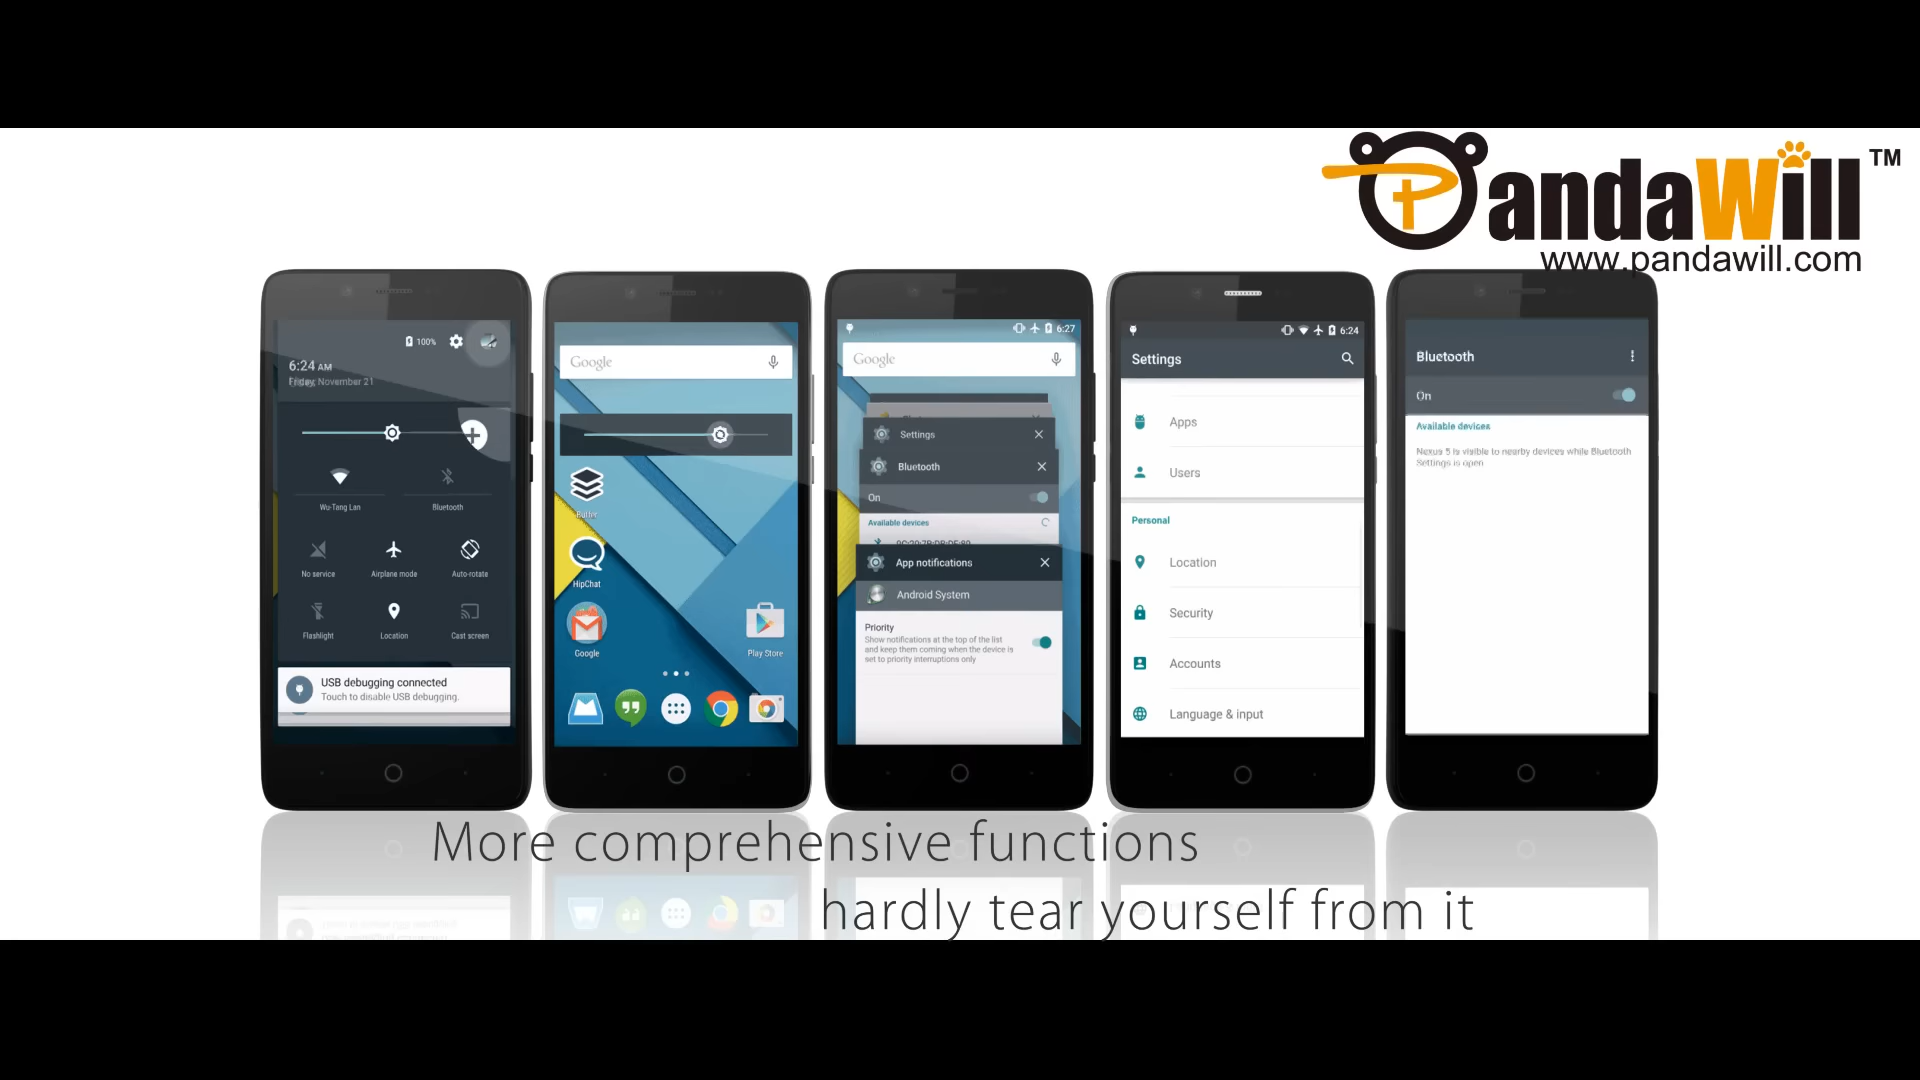 PandaWill™
www.pandawill.com
100%
6:24 AM
Friday, November 21
Wu-Tang Lan
Bluetooth
No service
Airplane mode
Auto-rotate
Flashlight
Location
Cast screen
USB debugging connected
Touch to disable USB debugging.
Google
Butler
HipChat
Google
Play Store
6:27
Google
Settings
Bluetooth
On
Available devices
App notifications
Android System
Priority
Show notifications at the top of the list
and keep them coming when the device is
set to priority interruptions only
6:24
Settings
Apps
Users
Personal
Location
Security
Accounts
Language & input
Bluetooth
On
Available devices
Nexus 5 is visible to nearby devices while Bluetooth
Settings is open
More comprehensive functions
hardly tear yourself from it